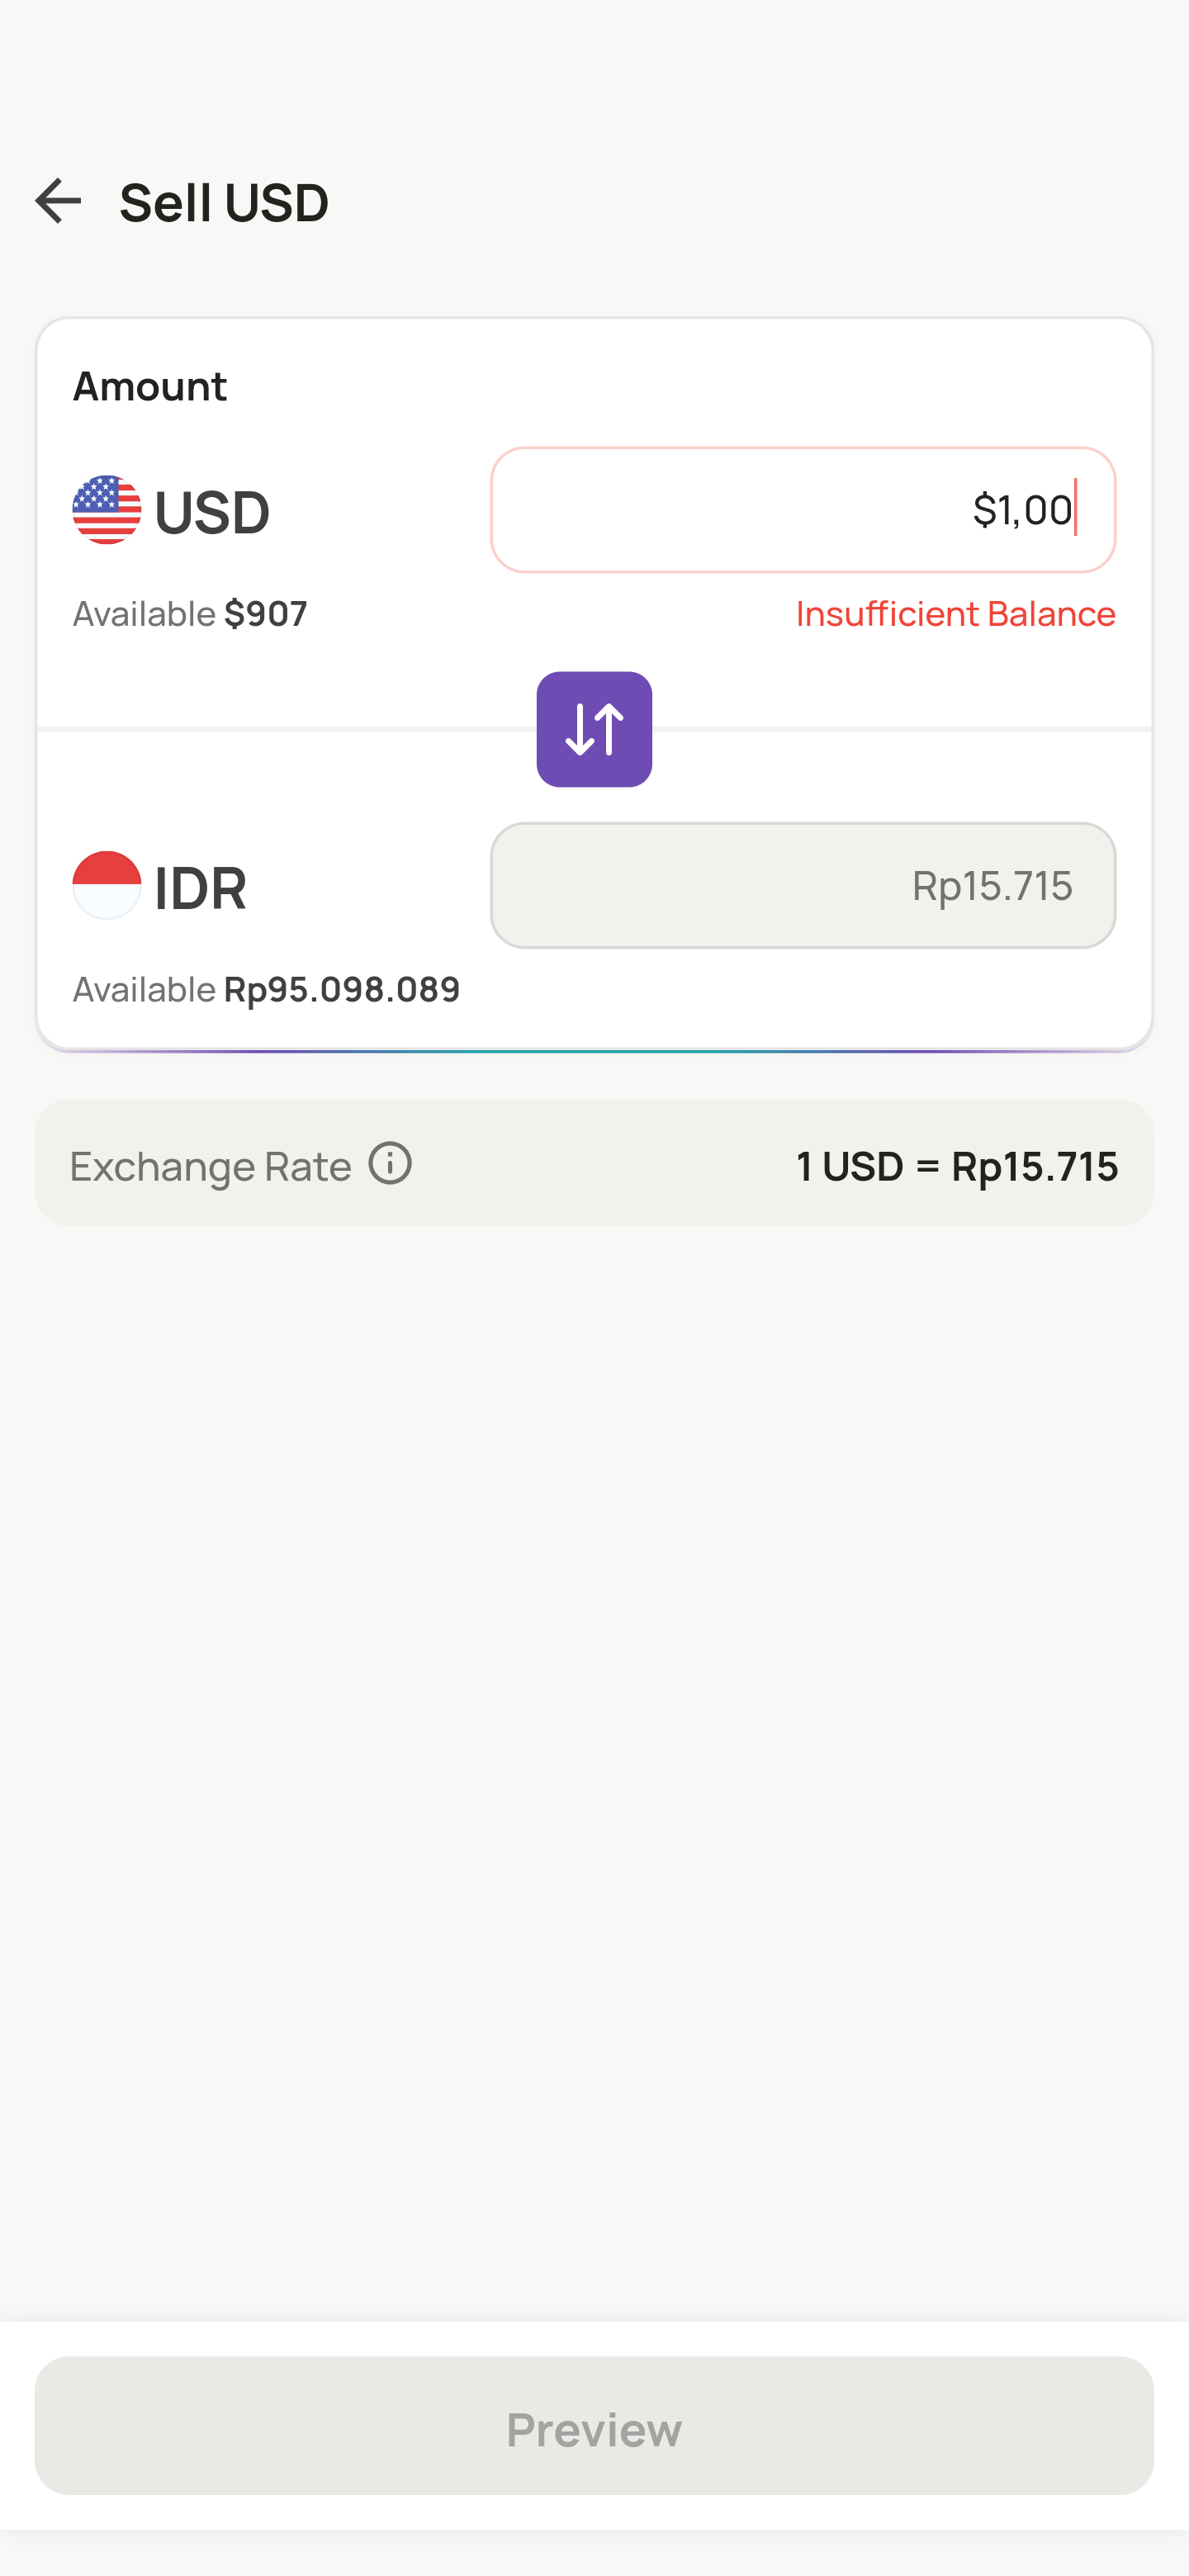 Sell USD
Amount
USD
$1,00
Available $907
Insufficient Balance
IDR
Rp15.715
Available Rp95.098.089
Exchange Rate
1 USD = Rp15.715
Preview